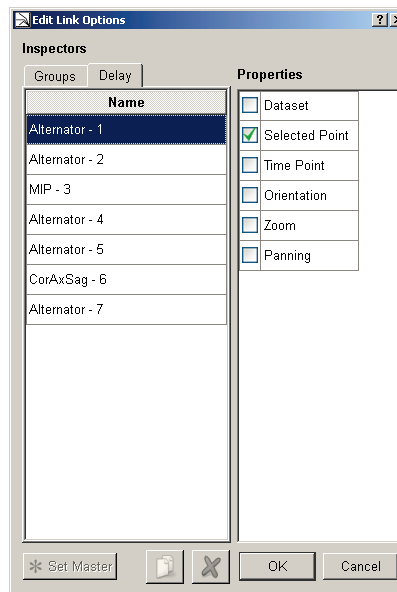 Edit Link Options
Inspectors
Groups Delay
Properties
Name
Alternator - 1
Alternator - 2
MIP - 3
Alternator - 4
Alternator - 5
CorAxSag - 6
Alternator - 7
Dataset
Selected Point
Time Point
Orientation
Zoom
Panning
Set Master
OK
Cancel